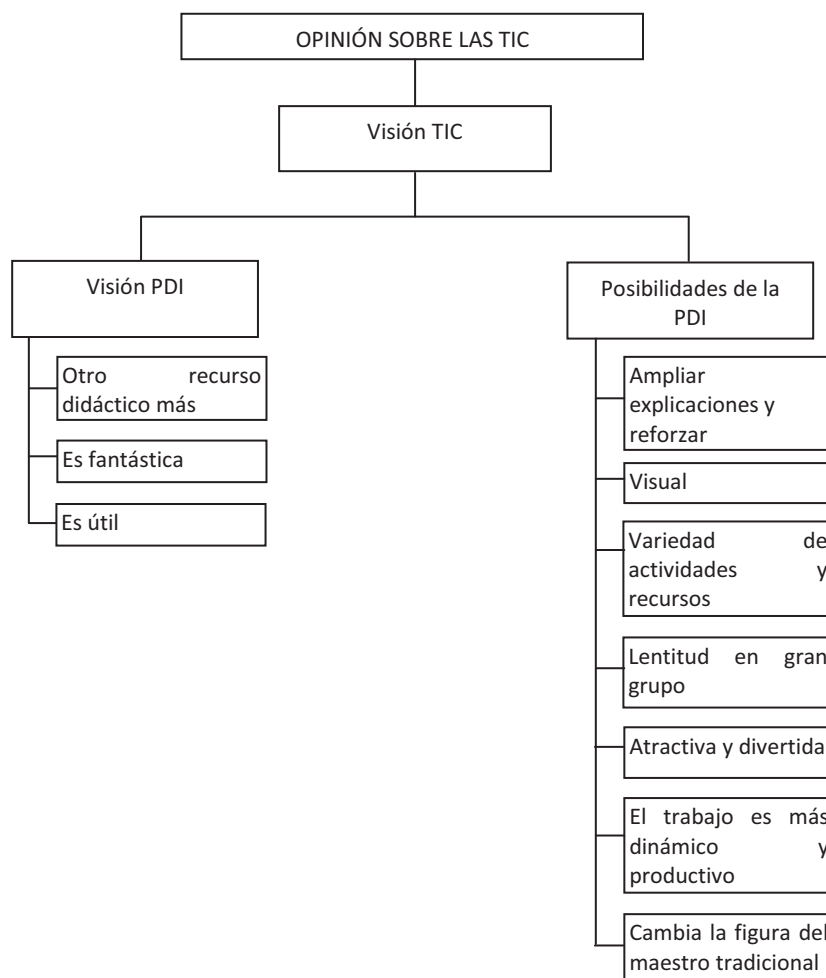 OPINIÓN SOBRE LAS TIC
Visión TIC
Visión PDI
Otro recurso
didáctico más
Es fantástica
Es útil
Posibilidades de la
PDI
Ampliar
explicaciones y
reforzar
Visual
Variedad de
actividades y
recursos
Lentitud en gran
grupo
Atractiva y divertida
El trabajo es más
dinámico y
productivo
Cambia la figura del
maestro tradicional